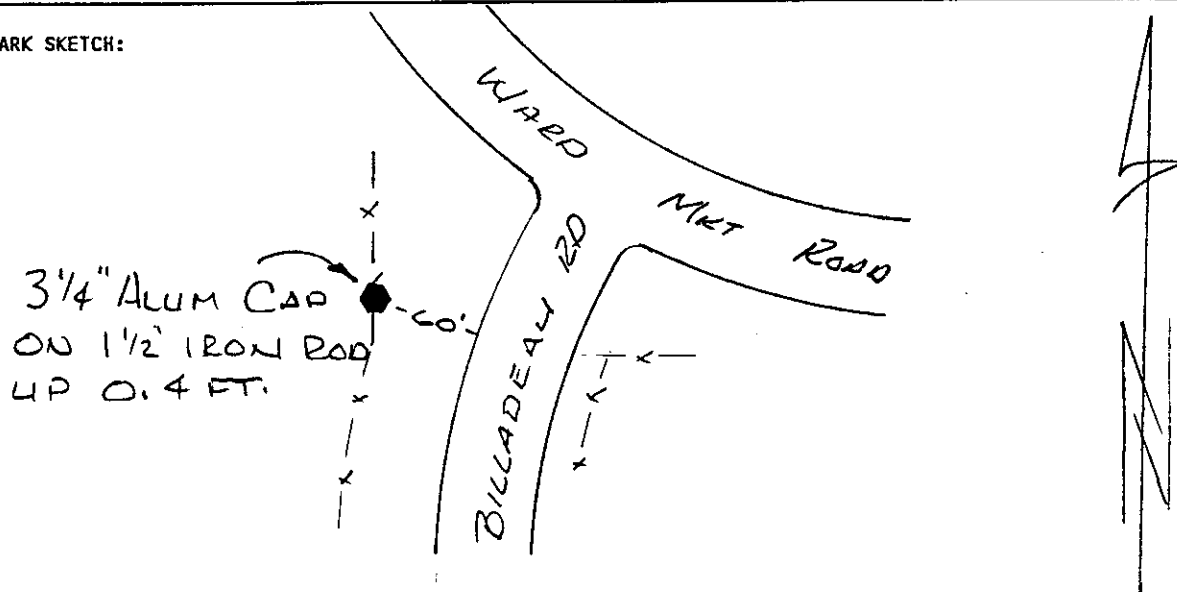 ARK SKETCH:
WARD MKT ROAD
3 1/4" ALUM CAP
ON 1 1/2" IRON ROD
UP 0.4 FT.
-60'-
BILLADEAU RD
N